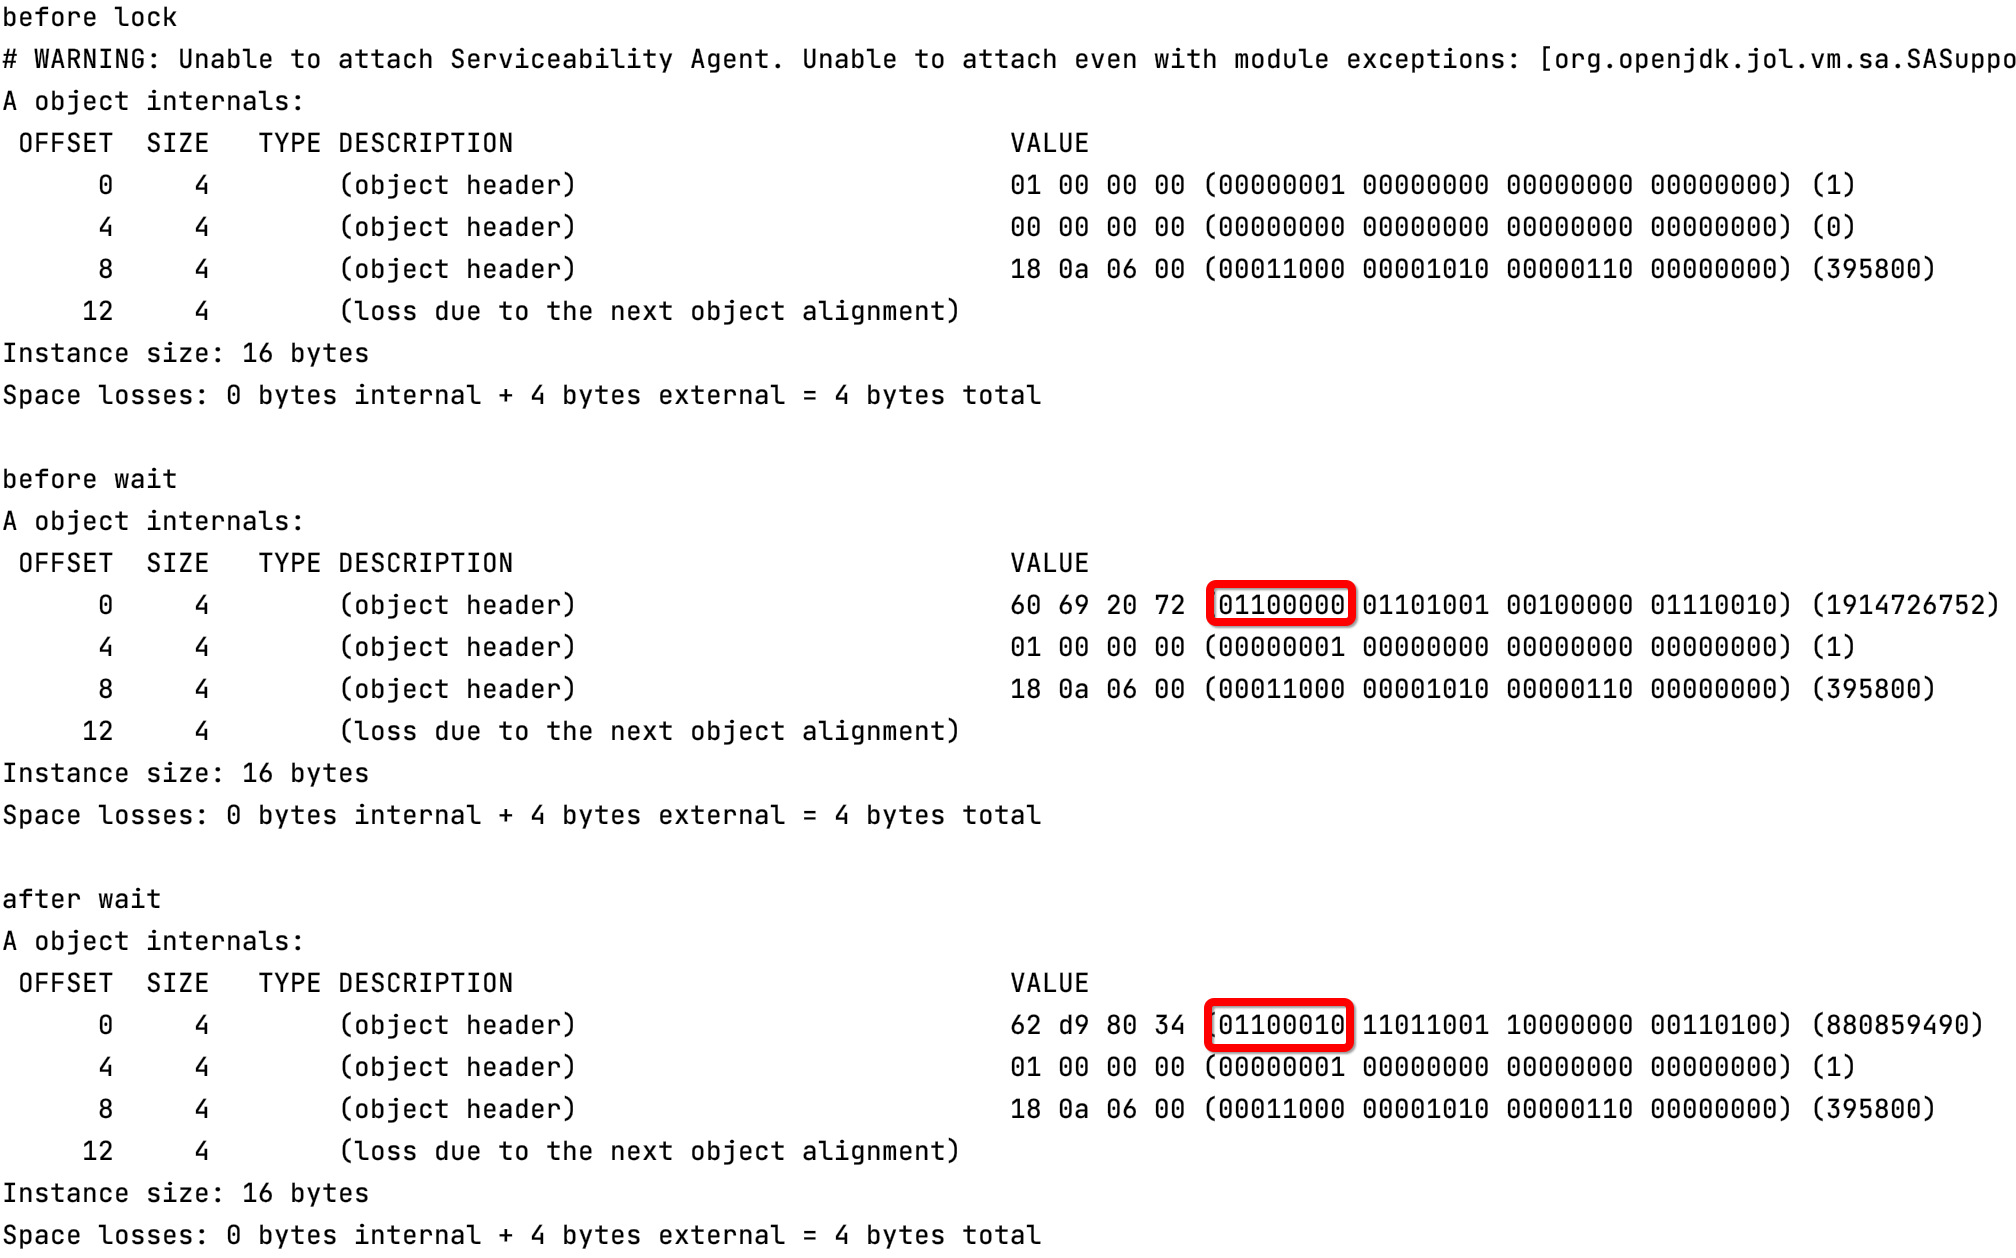 before lock
# WARNING: Unable to attach Serviceability Agent. Unable to attach even with module exceptions: [org.openjdk.jol.vm.sa.SASuppo
A object internals:
 OFFSET  SIZE   TYPE DESCRIPTION                               VALUE
      0     4        (object header)                           01 00 00 00 (00000001 00000000 00000000 00000000) (1)
      4     4        (object header)                           00 00 00 00 (00000000 00000000 00000000 00000000) (0)
      8     4        (object header)                           18 0a 06 00 (00011000 00001010 00000110 00000000) (395800)
     12     4        (loss due to the next object alignment)
Instance size: 16 bytes
Space losses: 0 bytes internal + 4 bytes external = 4 bytes total

before wait
A object internals:
 OFFSET  SIZE   TYPE DESCRIPTION                               VALUE
      0     4        (object header)                           60 69 20 72 (01100000 01101001 00100000 01110010) (1914726752)
      4     4        (object header)                           01 00 00 00 (00000001 00000000 00000000 00000000) (1)
      8     4        (object header)                           18 0a 06 00 (00011000 00001010 00000110 00000000) (395800)
     12     4        (loss due to the next object alignment)
Instance size: 16 bytes
Space losses: 0 bytes internal + 4 bytes external = 4 bytes total

after wait
A object internals:
 OFFSET  SIZE   TYPE DESCRIPTION                               VALUE
      0     4        (object header)                           62 d9 80 34 (01100010 11011001 10000000 00110100) (880859490)
      4     4        (object header)                           01 00 00 00 (00000001 00000000 00000000 00000000) (1)
      8     4        (object header)                           18 0a 06 00 (00011000 00001010 00000110 00000000) (395800)
     12     4        (loss due to the next object alignment)
Instance size: 16 bytes
Space losses: 0 bytes internal + 4 bytes external = 4 bytes total